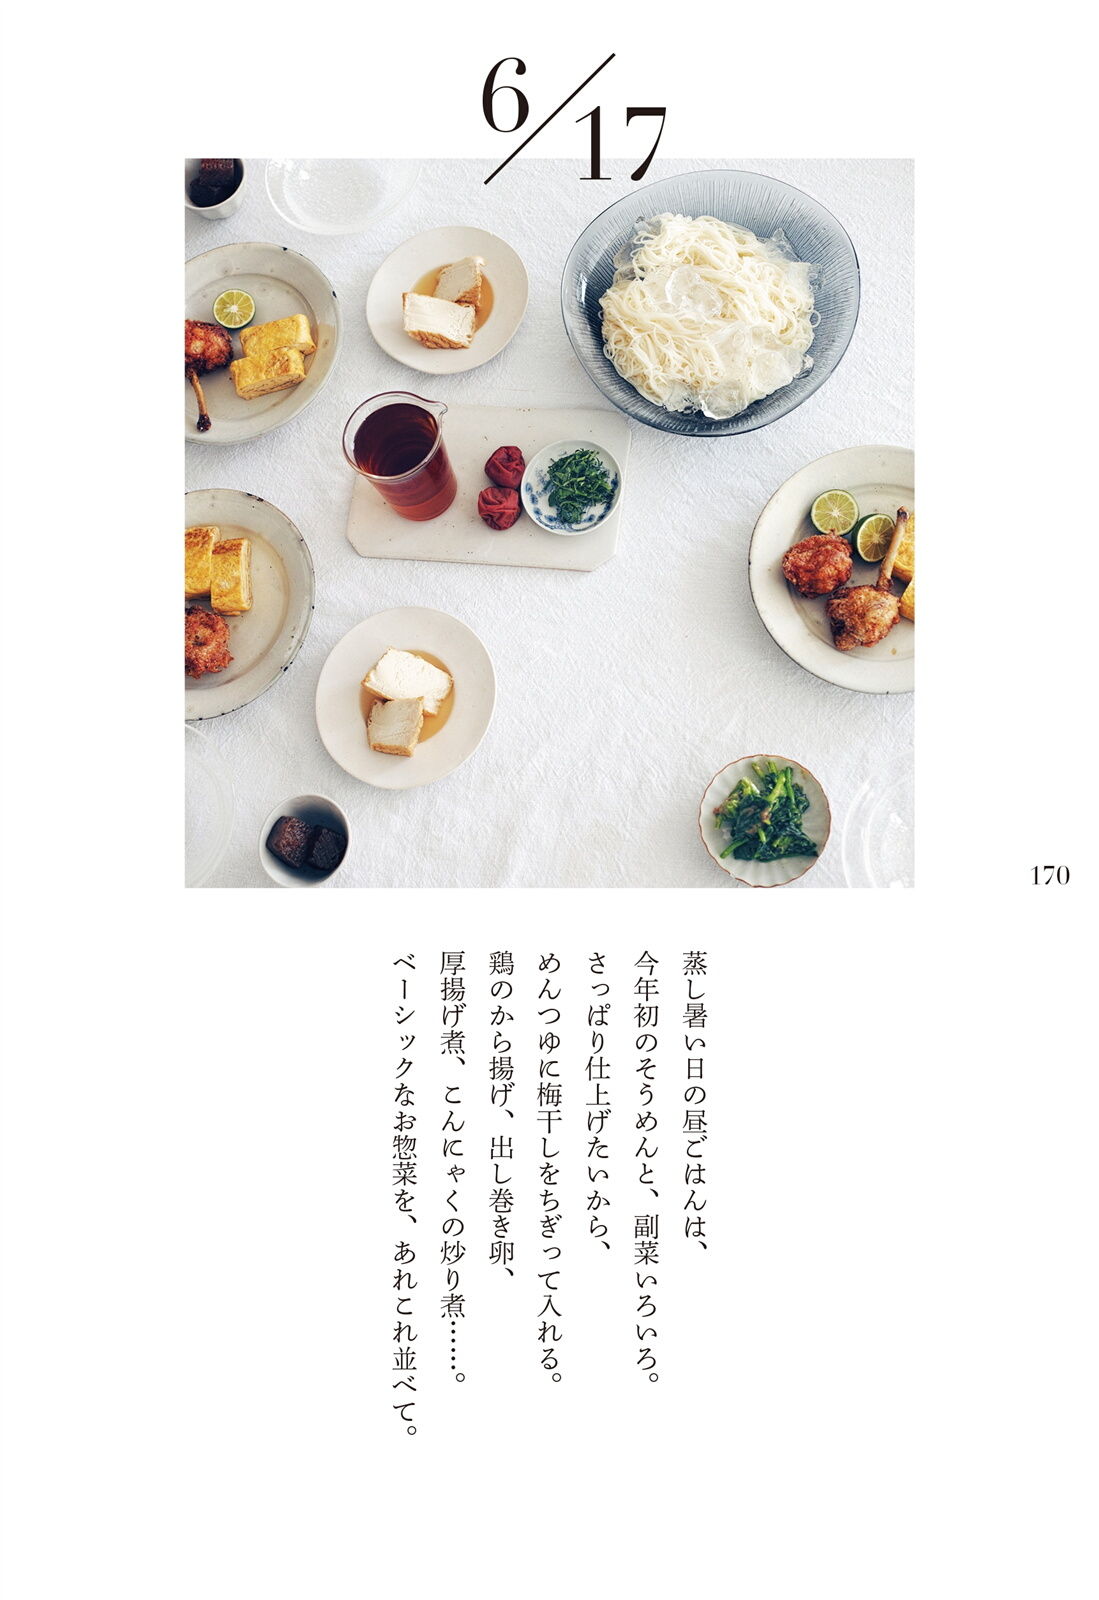 6/17
170
蒸し暑い日の昼ごはんは、
今年初のそうめんと、副菜いろいろ。
さっぱり仕上げたいから、
めんつゆに梅干しをちぎって入れる。
鶏のから揚げ、出し巻き卵、
厚揚げ煮、こんにゃくの炒り煮……。
ベーシックなお惣菜を、あれこれ並べて。